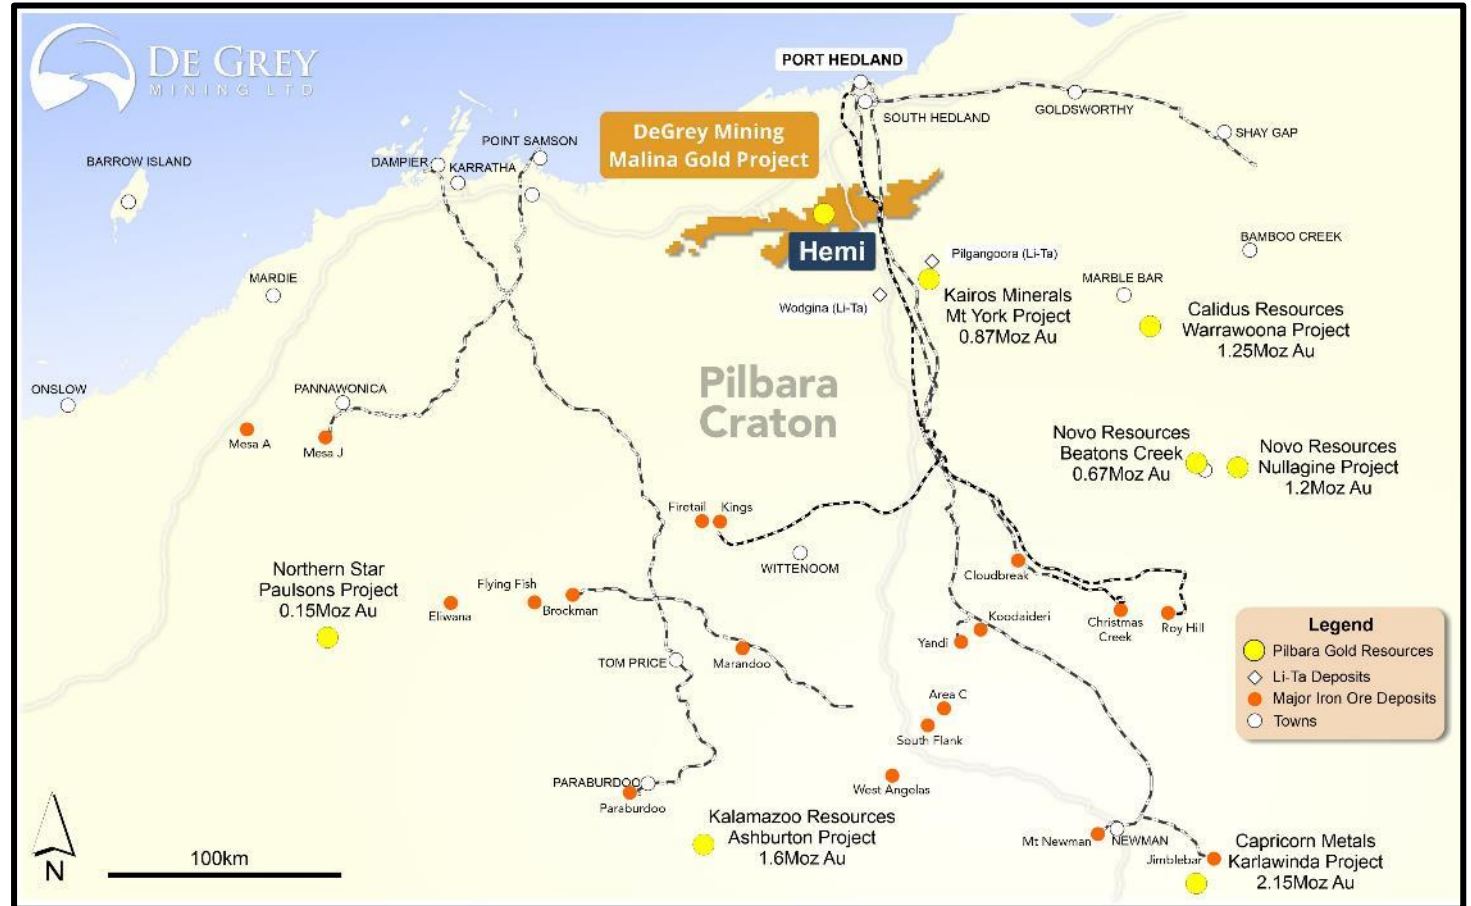 DE GREY
MINING LTD
PORT HEDLAND
SOUTH HEDLAND
GOLDSWORTHY
SHAY GAP
DeGrey Mining
Malina Gold Project
POINT SAMSON
DAMPIER
KARRATHA
BARROW ISLAND
Hemi
BAMBOO CREEK
Pilgangoora (Li-Ta)
MARDIE
MARBLE BAR
Wodgina (Li-Ta)
Kairos Minerals
Mt York Project
0.87Moz Au
Calidus Resources
Warrawoona Project
1.25Moz Au
ONSLOW
PANNAWONICA
Pilbara
Craton
Mesa A
Mesa J
Novo Resources
Beatons Creek
0.67Moz Au
Novo Resources
Nullagine Project
1.2Moz Au
Firetail
Kings
WITTENOOM
Cloudbreak
Northern Star
Paulsons Project
0.15Moz Au
Flying Fish
Eliwana
Brockman
Koodaideri
Christmas
Creek
Roy Hill
Yandi
TOM PRICE
Marandoo
Legend
Pilbara Gold Resources
Li-Ta Deposits
Major Iron Ore Deposits
Towns
Area C
South Flank
PARABURDOO
Paraburdoo
West Angelas
Kalamazoo Resources
Ashburton Project
1.6Moz Au
Mt Newman
NEWMAN
Jimblebar
Capricorn Metals
Karlawinda Project
2.15Moz Au
N
100km